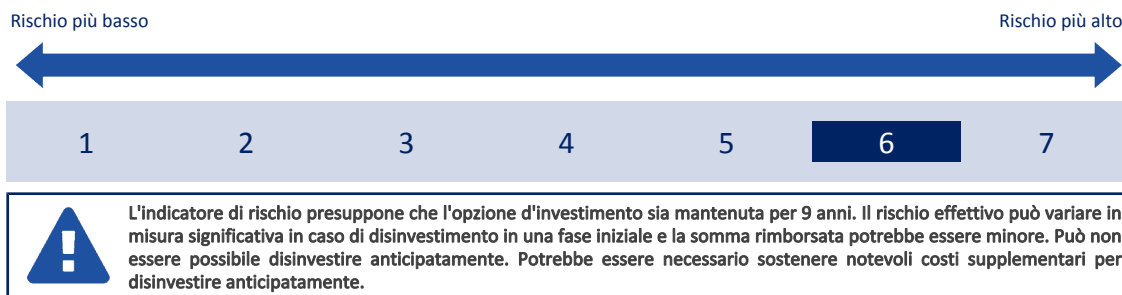 Rischio più basso Rischio più alto
1 2 3 4 5 6 7
L'indicatore di rischio presuppone che l'opzione d'investimento sia mantenuta per 9 anni. Il rischio effettivo può variare in
misura significativa in caso di disinvestimento in una fase iniziale e la somma rimborsata potrebbe essere minore. Può non
essere possibile disinvestire anticipatamente. Potrebbe essere necessario sostenere notevoli costi supplementari per
disinvestire anticipatamente.